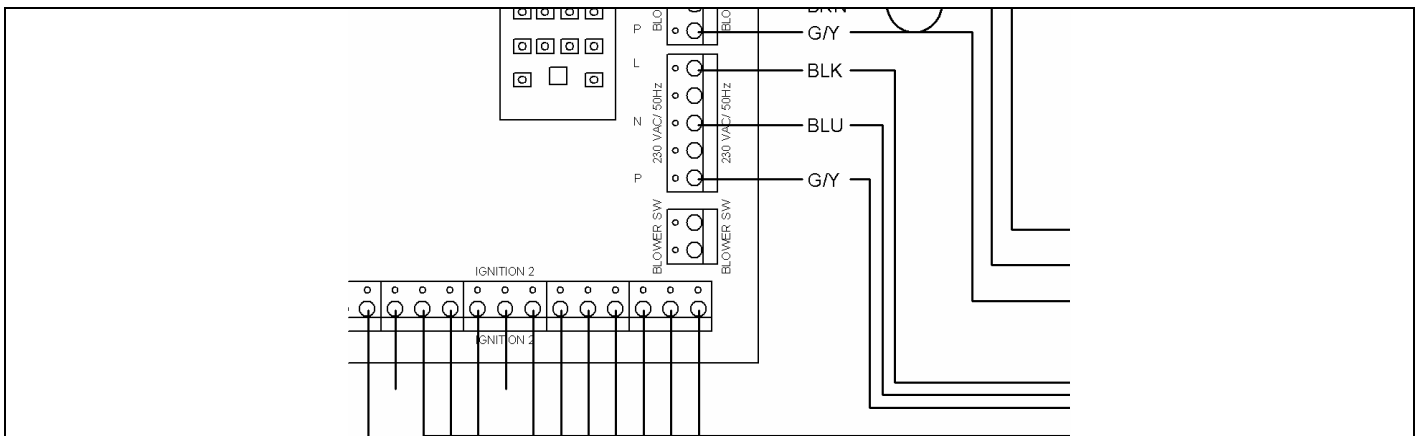 P
G/Y
L
BLK
230 VAC/ 50Hz
230 VAC/ 50Hz
N
BLU
P
G/Y
BLOWER SW
BLOWER SW
IGNITION 2
IGNITION 2